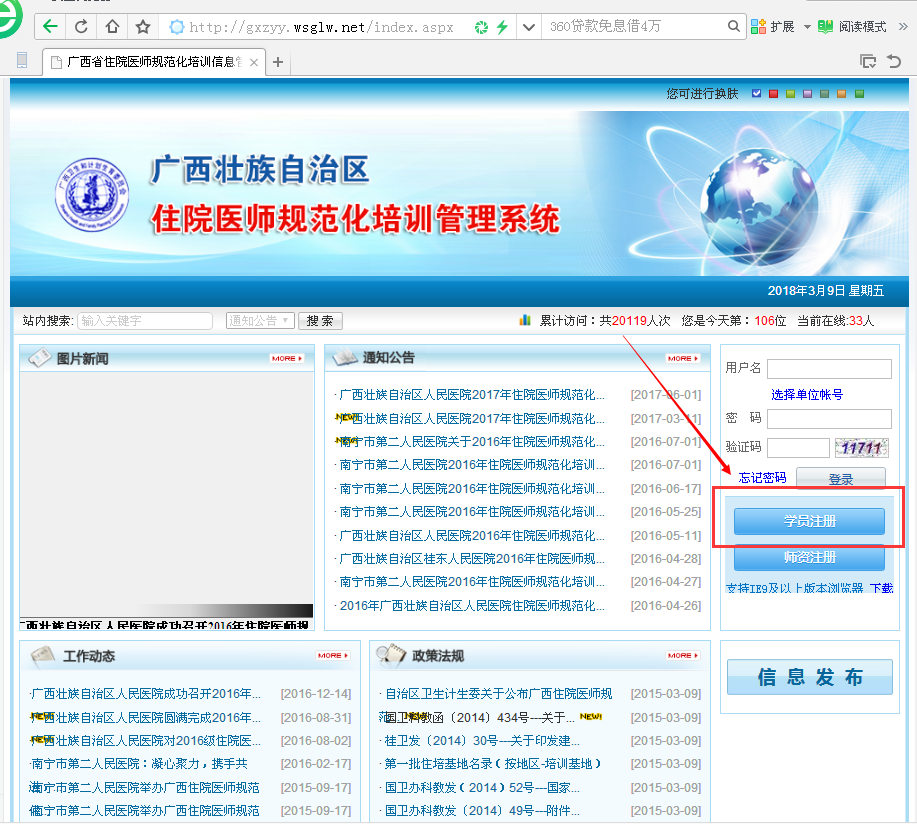 http://gxzyy.wsglw.net/index.aspx
360贷款免息借4万
扩展
阅读模式
广西省住院医师规范化培训信息管
您可进行换肤
广西壮族自治区
住院医师规范化培训管理系统
2018年3月9日 星期五
站内搜索: 输入关键字 通知公告 搜 索
累计访问：共20119人次 您是今天第：106位 当前在线:33人
图片新闻 MORE
西壮族自治区人民医院成功召开2016年住院医师规
通知公告 MORE
·广西壮族自治区人民医院2017年住院医师规范化... [2017-06-01]
NEW 西壮族自治区人民医院2017年住院医师规范化... [2017-03-11]
NEW 南宁市第二人民医院关于2016年住院医师规范化... [2016-07-01]
·南宁市第二人民医院2016年住院医师规范化培训... [2016-07-01]
·南宁市第二人民医院2016年住院医师规范化培训... [2016-06-17]
·南宁市第二人民医院2016年住院医师规范化培训... [2016-05-25]
·广西壮族自治区人民医院2016年住院医师规范化... [2016-05-11]
·广西壮族自治区桂东人民医院2016年住院医师规... [2016-04-28]
·南宁市第二人民医院2016年住院医师规范化培训... [2016-04-27]
·2016年广西壮族自治区人民医院住院医师规范化... [2016-04-26]
用户名
选择单位帐号
密 码
验证码 11711
忘记密码 登录
学员注册
师资注册
支持IE9及以上版本浏览器 下载
工作动态 MORE
·广西壮族自治区人民医院成功召开2016年... [2016-12-14]
NEW 西壮族自治区人民医院圆满完成2016年... [2016-08-31]
NEW 西壮族自治区人民医院对2016级住院医... [2016-08-02]
·南宁市第二人民医院：凝心聚力，携手共 [2016-02-17]
南宁市第二人民医院举办广西住院医师规范 [2015-09-17]
南宁市第二人民医院举办广西住院医师规范 [2015-09-17]
政策法规 MORE
·自治区卫生计生委关于公布广西住院医师规 [2015-03-09]
国卫科教函〔2014〕434号---关于... NEW! [2015-03-09]
·桂卫发〔2014〕30号---关于印发建... [2015-03-09]
·第一批住培基地名录（按地区-培训基地） [2015-03-09]
·国卫办科教发（2014）52号---国家... [2015-03-09]
·国卫办科教发〔2014〕49号---附件... [2015-03-09]
信 息 发 布